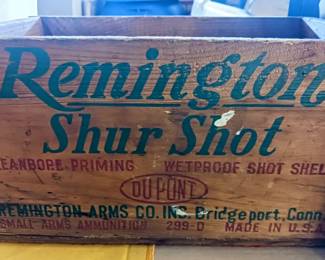 Remington
Shur Shot
LEANBORE PRIMING WETPROOF SHOT SHEL
DU PONT
REMINGTON ARMS CO. INC. Bridgeport, Conn.
SMALL ARMS AMMUNITION 299-D MADE IN U.S.A.